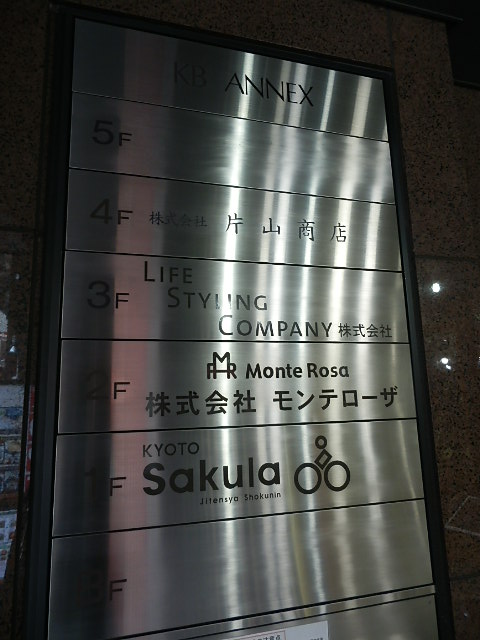 KB ANNEX
5F
4F 株式会社 片山商店
3F LIFE
STYLING
COMPANY 株式会社
2F MR Monte Rosa
株式会社 モンテローザ
KYOTO
1F Sakula
Jitensya Shokunin
BF